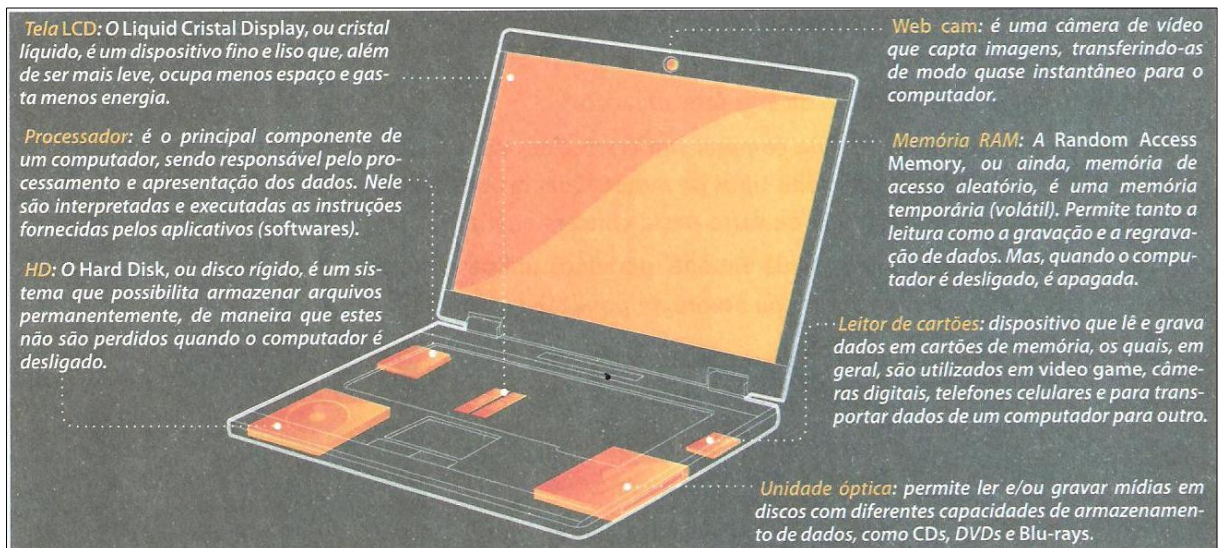 Tela LCD: O Liquid Cristal Display, ou cristal
líquido, é um dispositivo fino e liso que, além
de ser mais leve, ocupa menos espaço e gas-
ta menos energia.
Processador: é o principal componente de
um computador, sendo responsável pelo pro-
cessamento e apresentação dos dados. Nele
são interpretadas e executadas as instruções
fornecidas pelos aplicativos (softwares).
HD: O Hard Disk, ou disco rígido, é um sis-
tema que possibilita armazenar arquivos
permanentemente, de maneira que estes
não são perdidos quando o computador é
desligado.
Web cam: é uma câmera de vídeo
que capta imagens, transferindo-as
de modo quase instantâneo para o
computador.
Memória RAM: A Random Access
Memory, ou ainda, memória de
acesso aleatório, é uma memória
temporária (volátil). Permite tanto a
leitura como a gravação e a regrava-
ção de dados. Mas, quando o compu-
tador é desligado, é apagada.
Leitor de cartões: dispositivo que lê e grava
dados em cartões de memória, os quais, em
geral, são utilizados em video game, câme-
ras digitais, telefones celulares e para trans-
portar dados de um computador para outro.
Unidade óptica: permite ler e/ou gravar mídias em
discos com diferentes capacidades de armazenamen-
to de dados, como CDs, DVDs e Blu-rays.